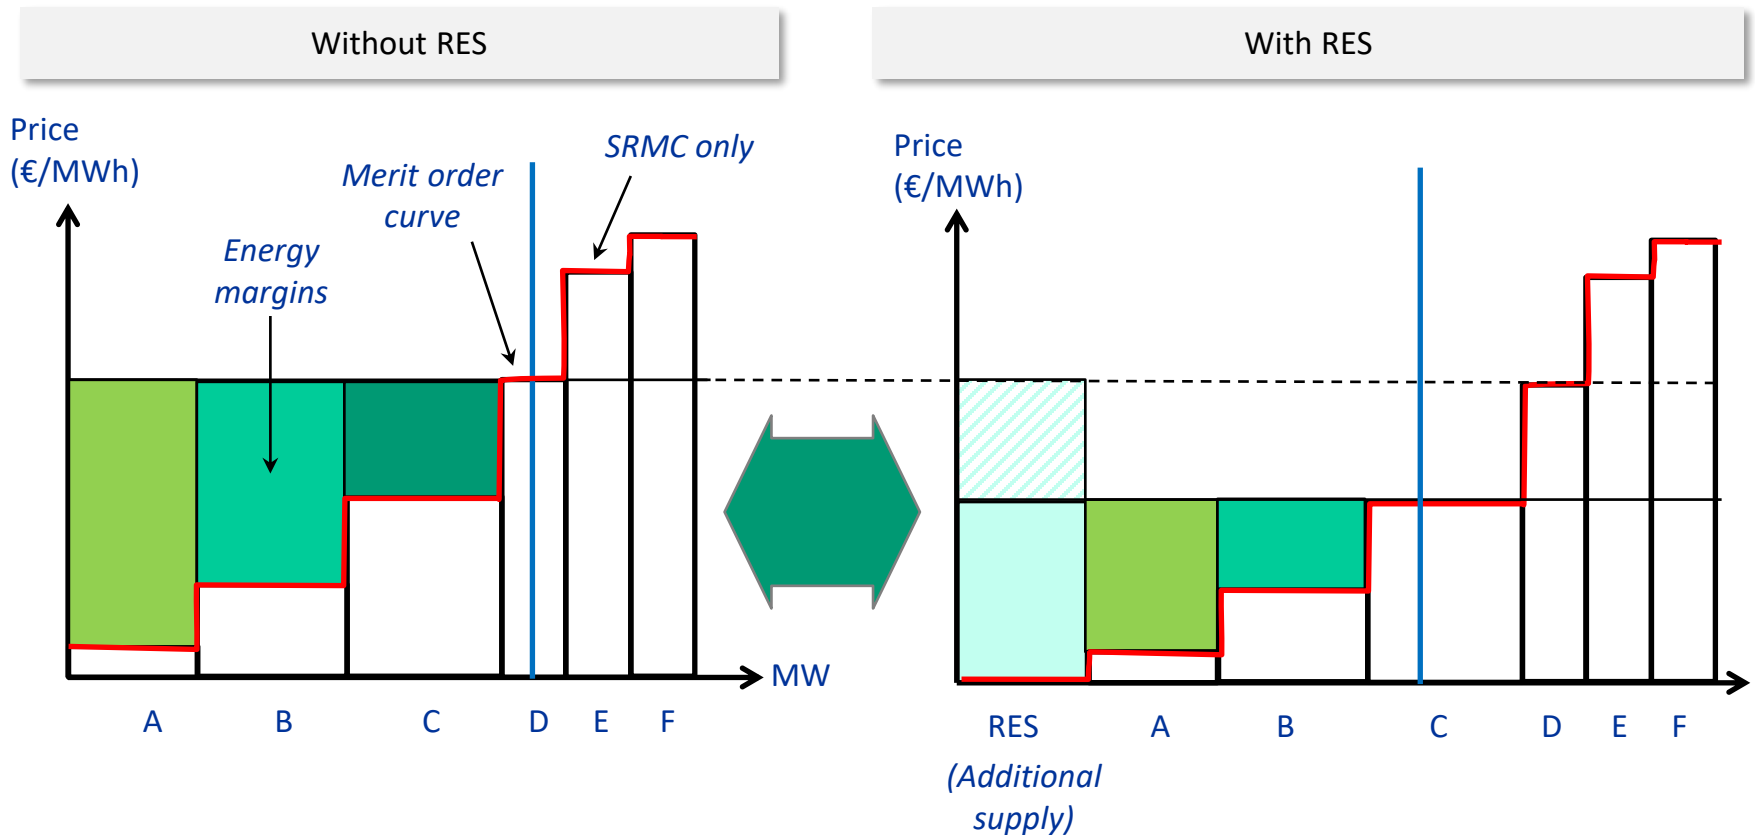 Without RES
With RES
Price
(€/MWh)
Merit order
curve
SRMC only
Energy
margins
MW
A
B
C
D
E
F
Price
(€/MWh)
RES
A
B
C
D
E
F
(Additional
supply)